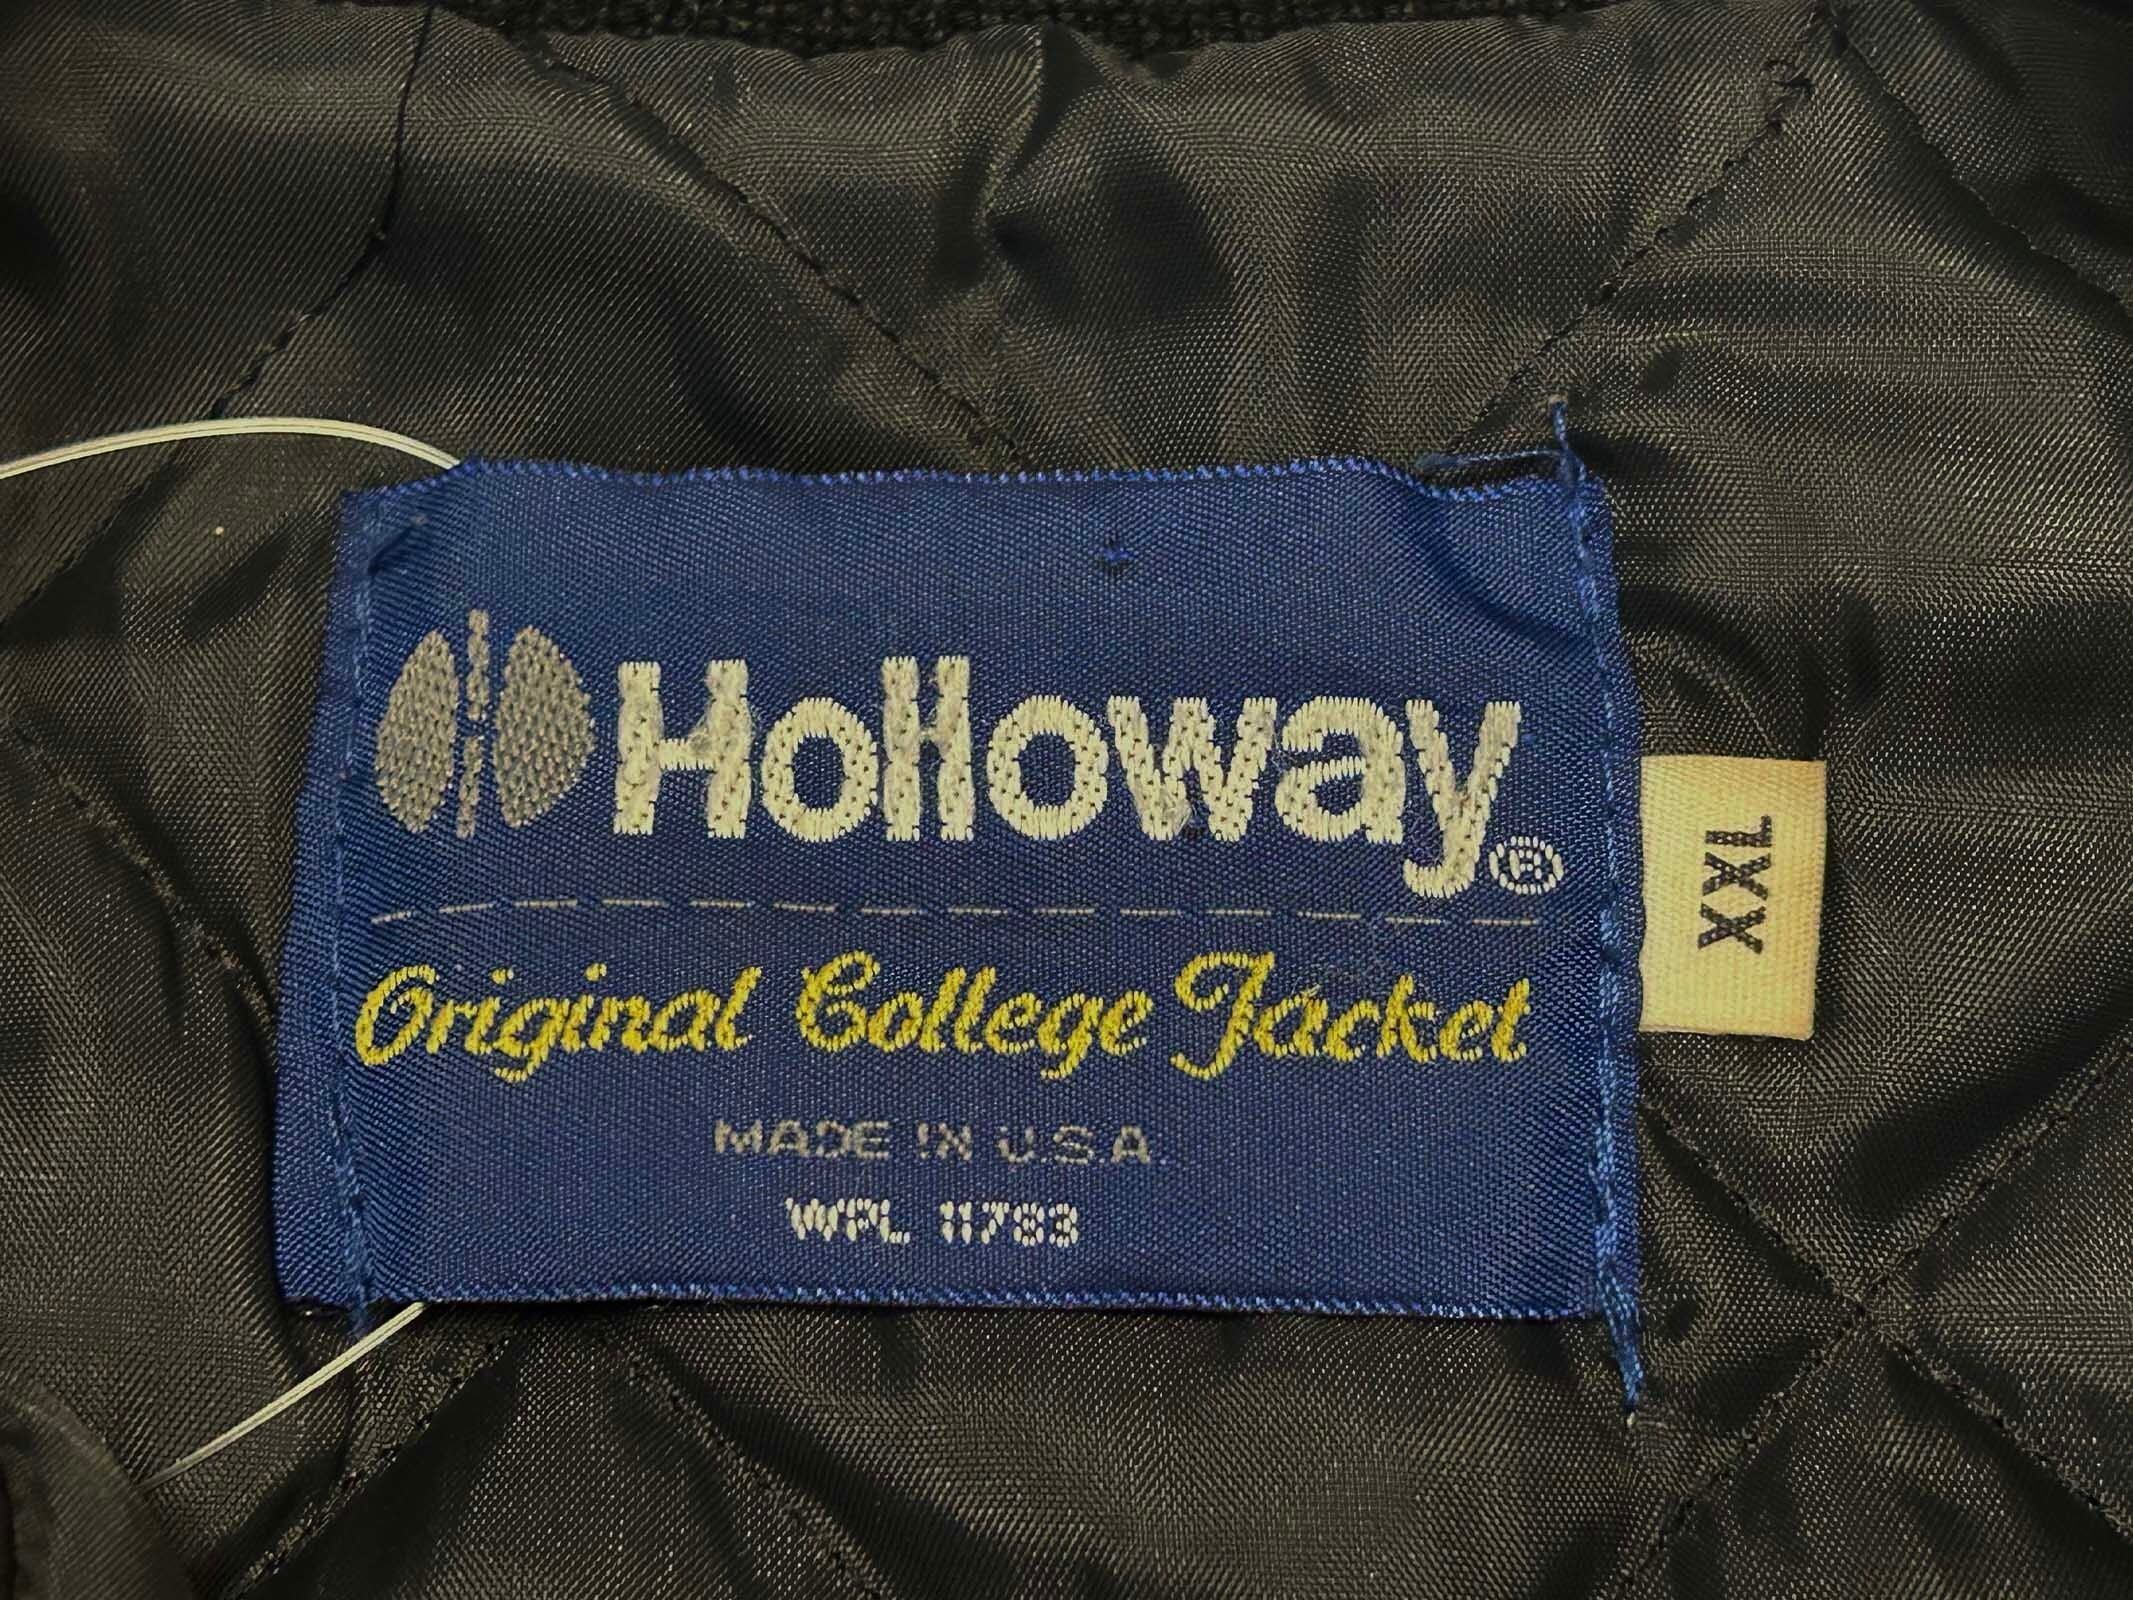 Holloway®
Original College Jacket
MADE IN U.S.A.
WPL 11783
XXL